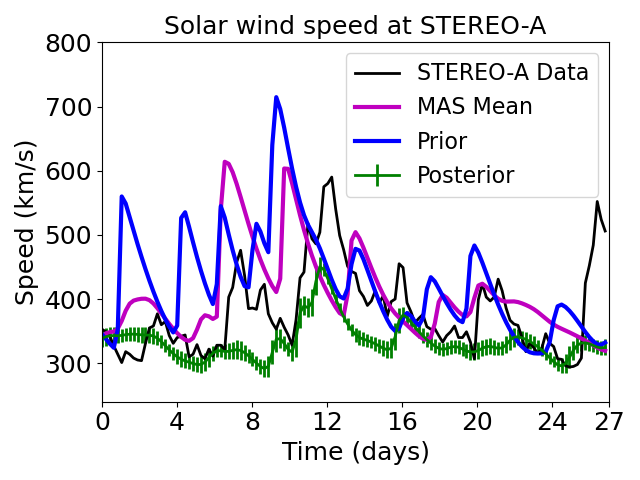 Solar wind speed at STEREO-A
800
700
600
500
400
300
Speed (km/s)
STEREO-A Data
MAS Mean
Prior
Posterior
0 4 8 12 16 20 24 27
Time (days)